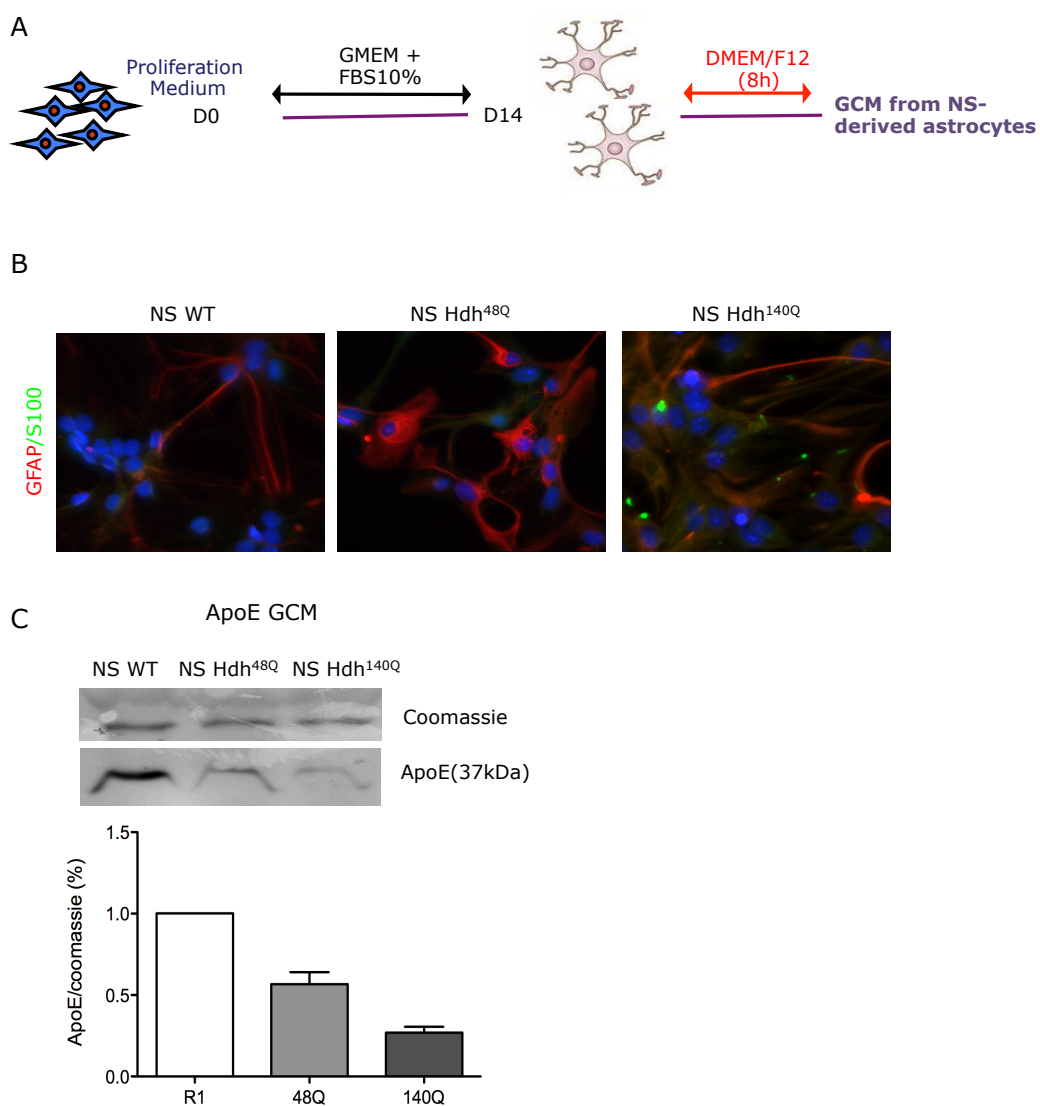 A
Proliferation
Medium
D0
GMEM +
FBS10%
D14
DMEM/F12
(8h)
GCM from NS-
derived astrocytes
B
NS WT
NS Hdh48Q
NS Hdh140Q
GFAP/S100
C
ApoE GCM
NS WT
NS Hdh48Q
NS Hdh140Q
Coomassie
ApoE(37kDa)
ApoE/coomassie (%)
1.5
1.0
0.5
0.0
R1
48Q
140Q